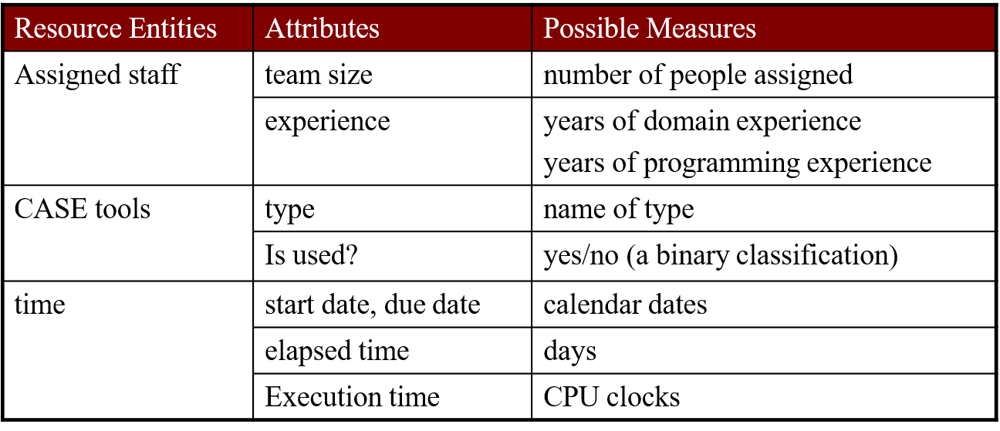 Resource Entities Attributes Possible Measures
Assigned staff team size number of people assigned
experience years of domain experience
years of programming experience
CASE tools type name of type
Is used? yes/no (a binary classification)
time start date, due date calendar dates
elapsed time days
Execution time CPU clocks